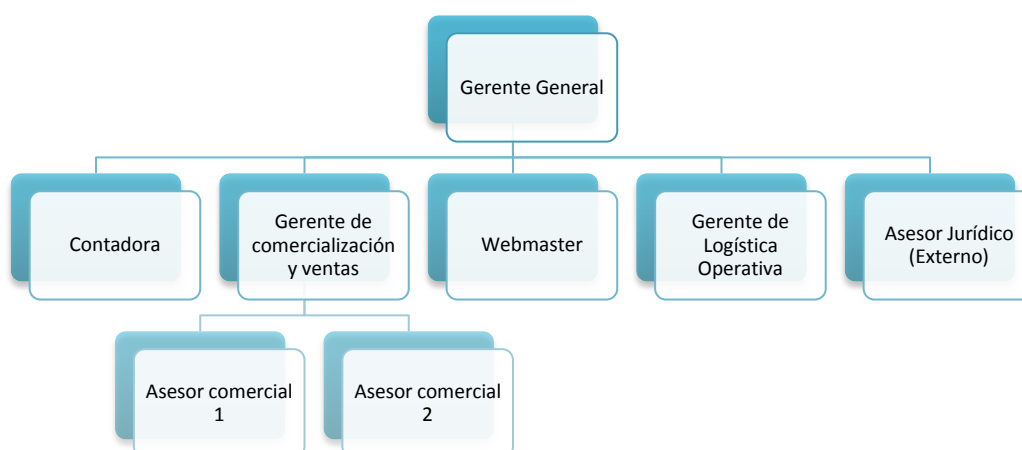 Gerente General
Contadora
Gerente de
comercialización
y ventas
Webmaster
Gerente de
Logística
Operativa
Asesor Jurídico
(Externo)
Asesor comercial
1
Asesor comercial
2